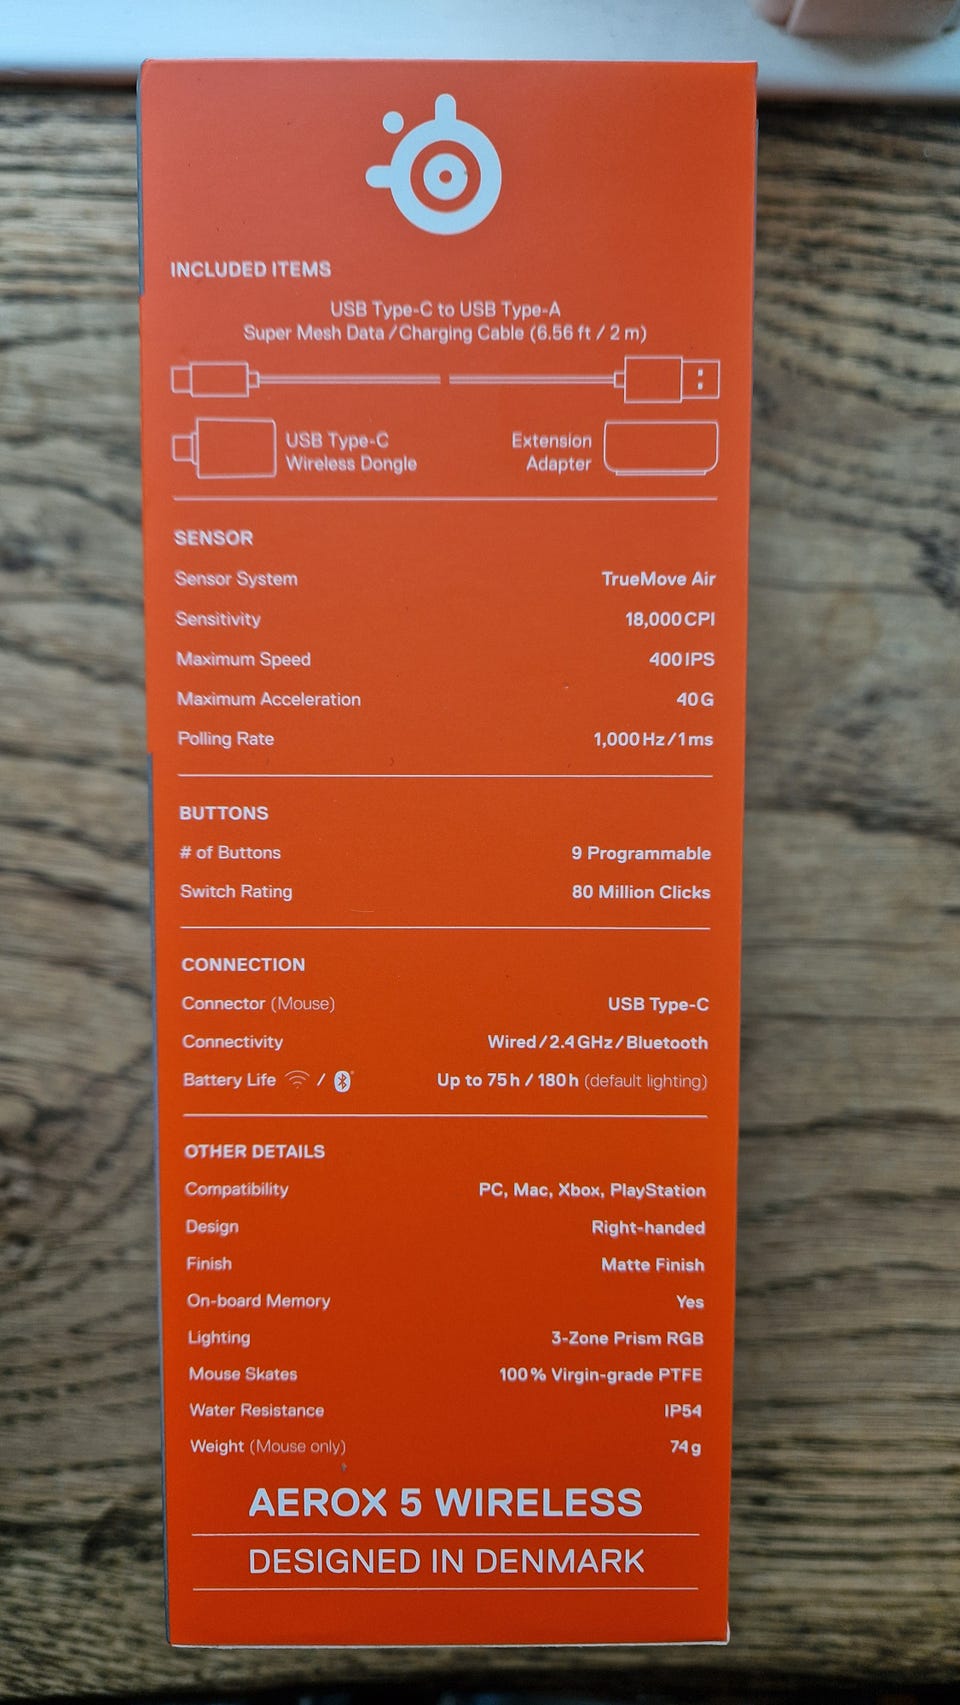 INCLUDED ITEMS
USB Type-C to USB Type-A
Super Mesh Data / Charging Cable (6.56 ft / 2 m)
USB Type-C
Wireless Dongle
Extension
Adapter
SENSOR
Sensor System TrueMove Air
Sensitivity 18,000 CPI
Maximum Speed 400 IPS
Maximum Acceleration 40 G
Polling Rate 1,000 Hz / 1 ms
BUTTONS
# of Buttons 9 Programmable
Switch Rating 80 Million Clicks
CONNECTION
Connector (Mouse) USB Type-C
Connectivity Wired / 2.4 GHz / Bluetooth
Battery Life / Up to 75 h / 180 h (default lighting)
OTHER DETAILS
Compatibility PC, Mac, Xbox, PlayStation
Design Right-handed
Finish Matte Finish
On-board Memory Yes
Lighting 3-Zone Prism RGB
Mouse Skates 100 % Virgin-grade PTFE
Water Resistance IP54
Weight (Mouse only) 74 g
AEROX 5 WIRELESS
DESIGNED IN DENMARK